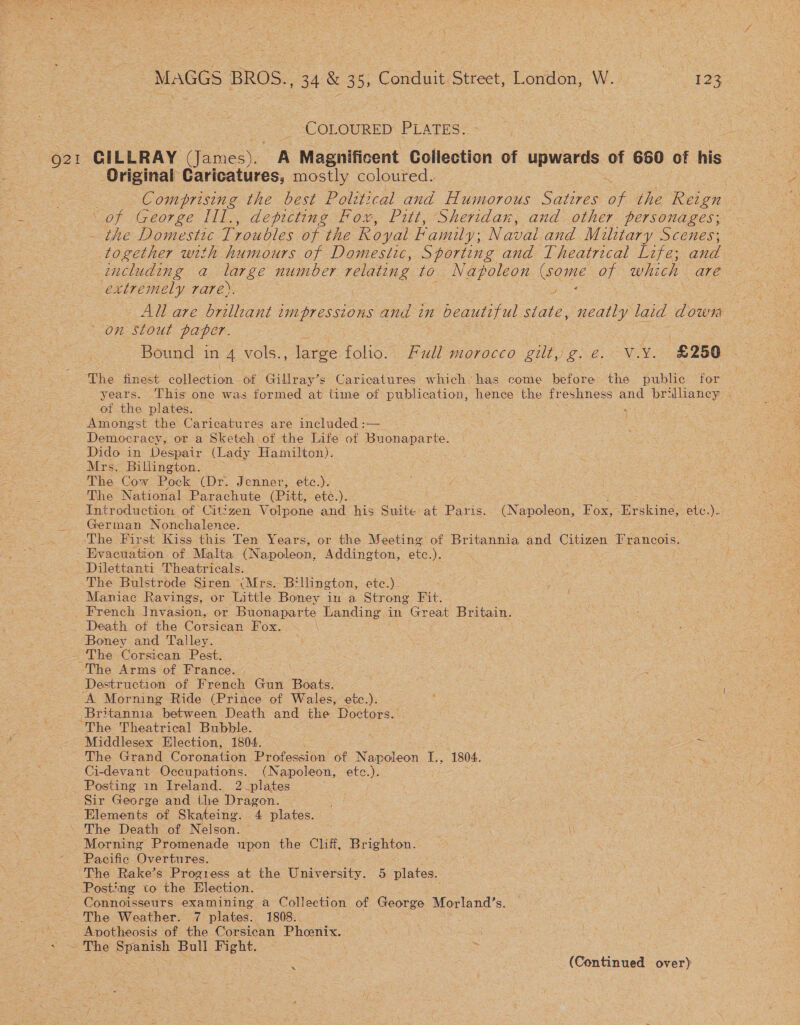 MAGGS BROS., 34 & 35, Conduit Street, London, W. 123
COLOURED PLATES.
921 GILLRAY (James). A Magnificent Collection of upwards of 660 of his
Original Caricatures, mostly coloured.
Comprising the best Political and Humorous Satires of the Reign
of George III., depicting Fox, Pitt, Sheridan, and other personages;
the Domestic Troubles of the Royal Family; Naval and Military Scenes;
together with humours of Domestic, Sporting and Theatrical Life; and
including a large number relating to Napoleon (some of which are
extremely rare).
All are brilliant impressions and in beautiful state, neatly laid down
on stout paper.
Bound in 4 vols., large folio. Full morocco gilt, g. e. V.Y. £250
The finest collection of Gillray's Caricatures which has come before the public for
years. This one was formed at time of publication, hence the freshness and brilliancy
of the plates.
Amongst the Caricatures are included :—
Democracy, or a Sketch of the Life of Buonaparte.
Dido in Despair (Lady Hamilton).
Mrs. Billington.
The Cow Pock (Dr. Jenner, etc.).
The National Parachute (Pitt, etc.).
Introduction of Citizen Volpone and his Suite at Paris. (Napoleon, Fox, Erskine, etc.).
German Nonchalence.
The First Kiss this Ten Years, or the Meeting of Britannia and Citizen Francois.
Evacuation of Malta (Napoleon, Addington, etc.).
Dilettanti Theatricals.
The Bulstrode Siren (Mrs. Billington, etc.)
Maniac Ravings, or Little Boney in a Strong Fit.
French Invasion, or Buonaparte Landing in Great Britain.
Death of the Corsican Fox.
Boney and Talley.
The Corsican Pest.
The Arms of France.
Destruction of French Gun Boats.
A Morning Ride (Prince of Wales, etc.).
Britannia between Death and the Doctors.
The Theatrical Bubble.
Middlesex Election, 1804.
The Grand Coronation Profession of Napoleon I., 1804.
Ci-devant Occupations. (Napoleon, etc.).
Posting in Ireland. 2 plates
Sir George and the Dragon.
Elements of Skateing. 4 plates.
The Death of Nelson.
Morning Promenade upon the Cliff, Brighton.
Pacific Overtures.
The Rake's Progress at the University. 5 plates.
Posting to the Election.
Connoisseurs examining a Collection of George Morland's.
The Weather. 7 plates. 1808.
Apotheosis of the Corsican Phœnix.
The Spanish Bull Fight.
(Continued over)